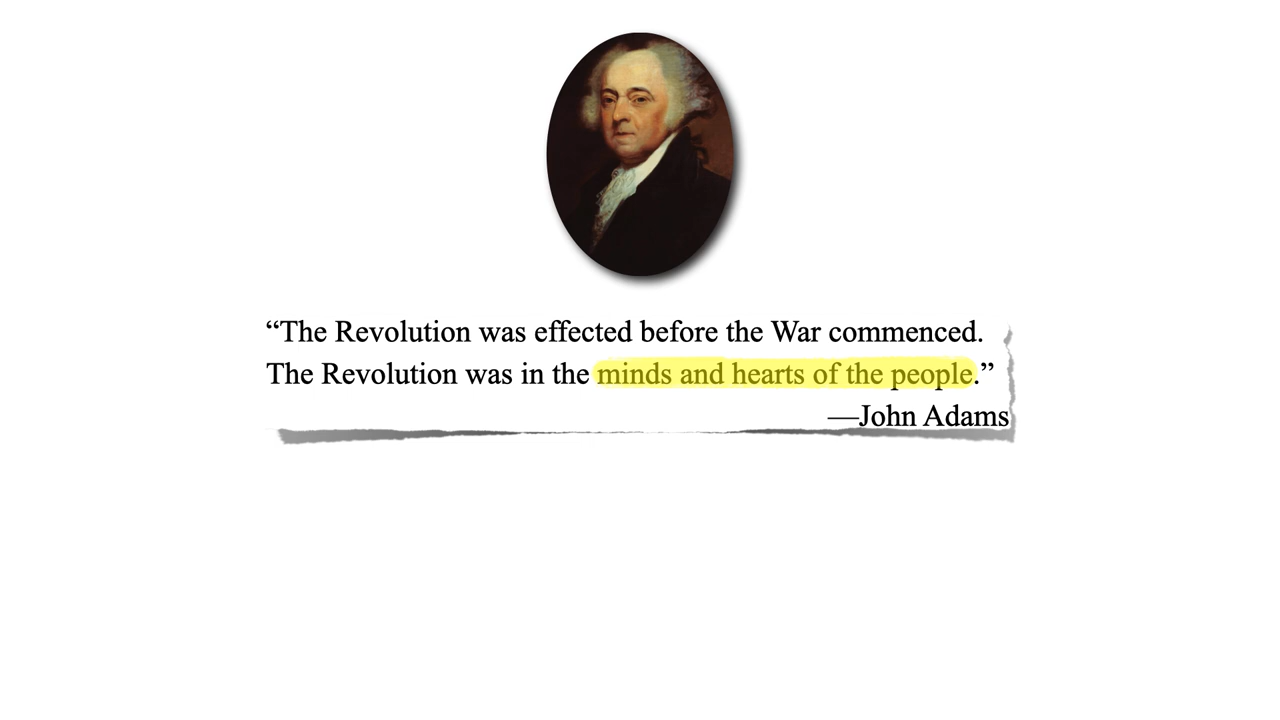 “The Revolution was effected before the War commenced.
The Revolution was in the minds and hearts of the people.”
—John Adams